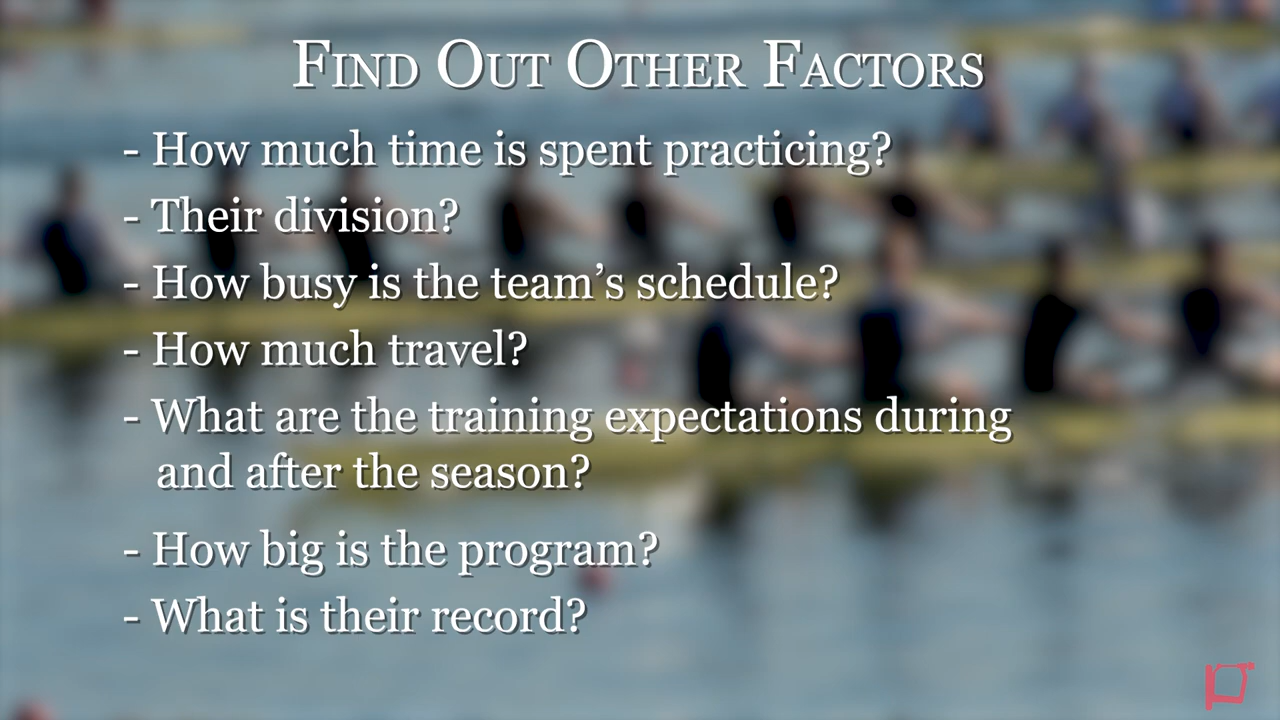 Find Out Other Factors
- How much time is spent practicing?
- Their division?
- How busy is the team’s schedule?
- How much travel?
- What are the training expectations during
and after the season?
- How big is the program?
- What is their record?